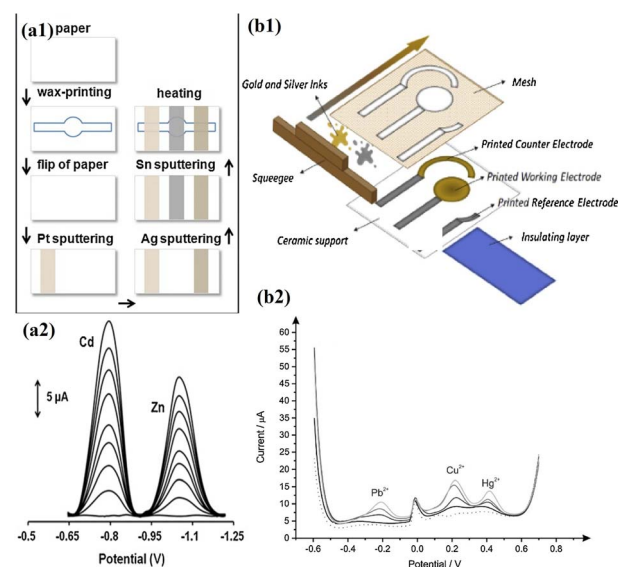 (a1)
paper
wax-printing
heating
flip of paper
Sn sputtering
Pt sputtering
Ag sputtering
(b1)
Gold and Silver Inks
Mesh
Squeegee
Printed Counter Electrode
Printed Working Electrode
Printed Reference Electrode
Ceramic support
Insulating layer
(a2)
Cd
Zn
5 µA
-0.5 -0.65 -0.8 -0.95 -1.1 -1.25
Potential (V)
(b2)
Current / µA
60
55
50
45
40
35
30
25
20
15
10
5
0
Pb²⁺
Cu²⁺
Hg²⁺
-0.6 -0.4 -0.2 0.0 0.2 0.4 0.6 0.8
Potential / V